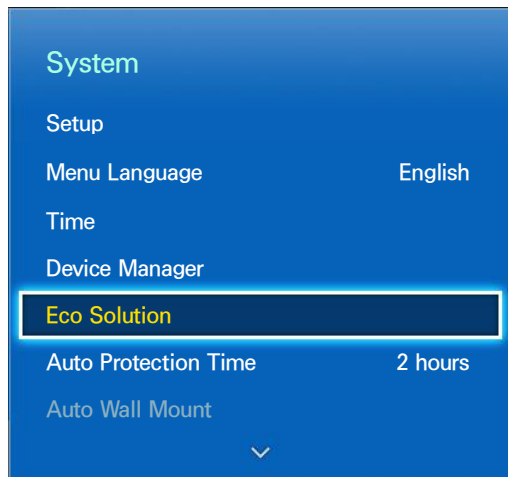 System
Setup
Menu Language English
Time
Device Manager
Eco Solution
Auto Protection Time 2 hours
Auto Wall Mount